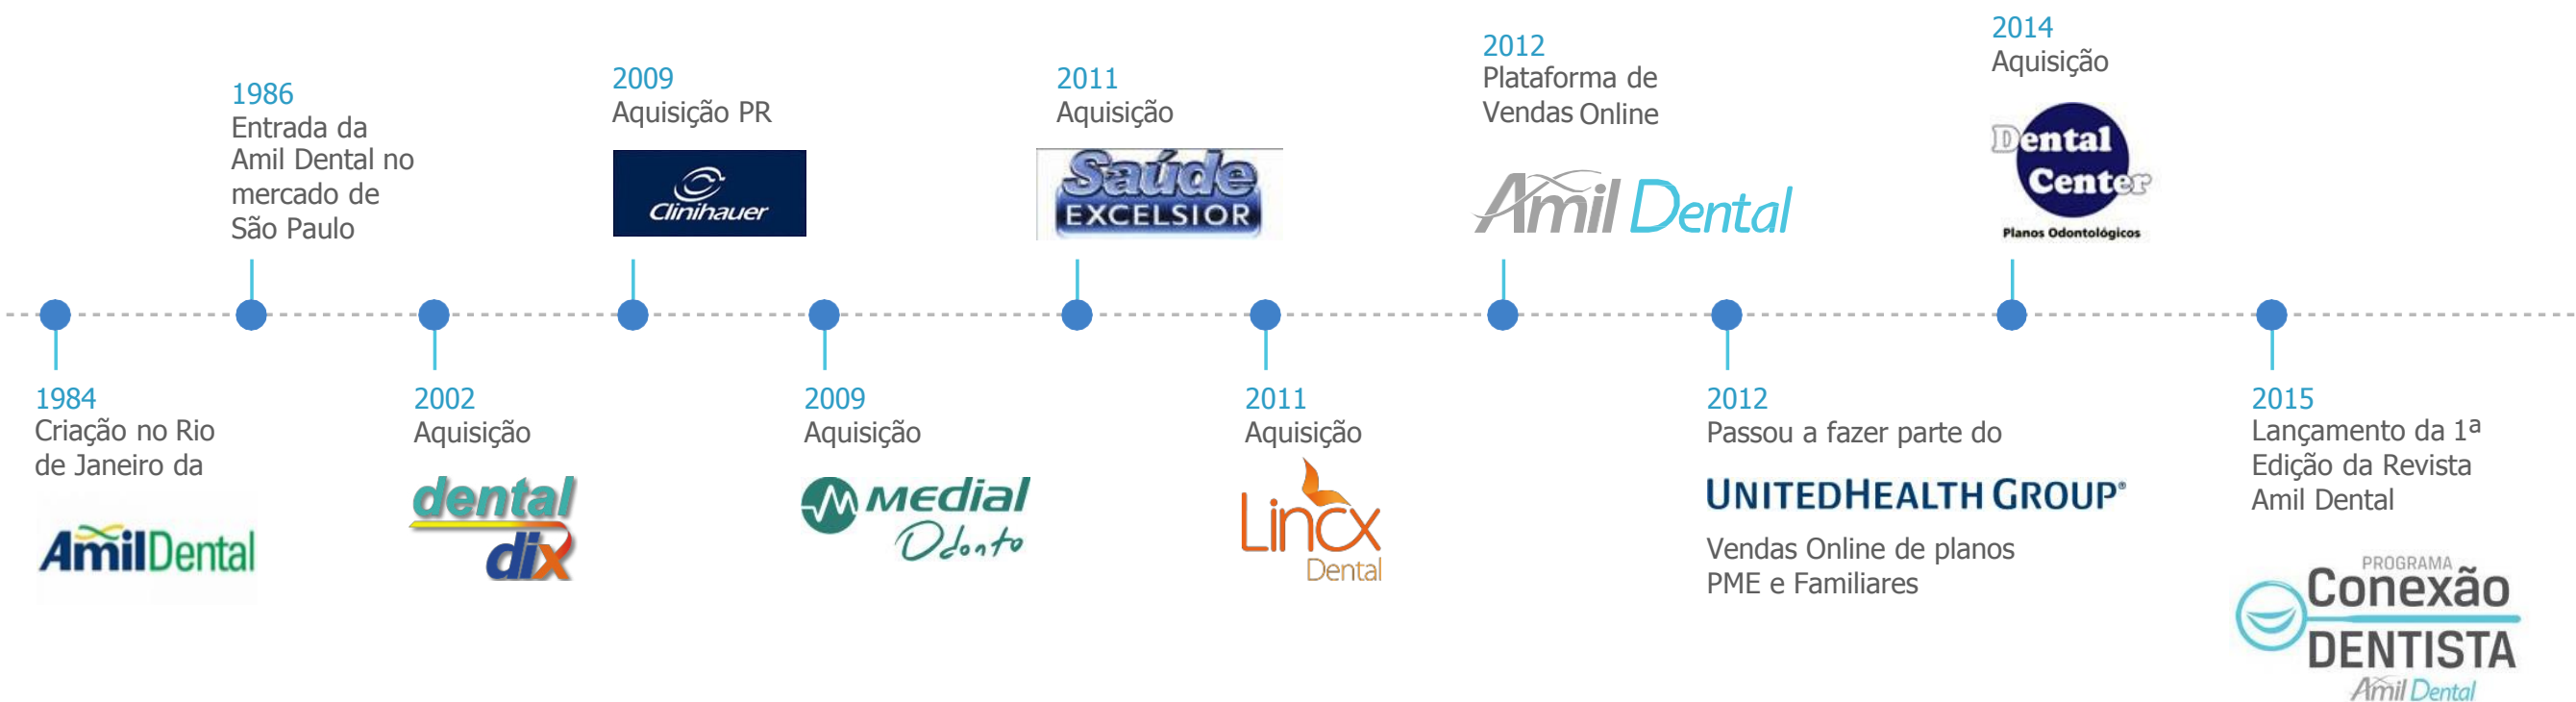 1984
Criação no Rio
de Janeiro da
AmilDental
1986
Entrada da
Amil Dental no
mercado de
São Paulo
2002
Aquisição
dental
dix
2009
Aquisição PR
Clinihauer
2009
Aquisição
Medial
Odonto
2011
Aquisição
Saúde
EXCELSIOR
2011
Aquisição
Lincx
Dental
2012
Plataforma de
Vendas Online
Amil Dental
2012
Passou a fazer parte do
UNITEDHEALTH GROUP®
Vendas Online de planos
PME e Familiares
2014
Aquisição
Dental
Center
Planos Odontológicos
2015
Lançamento da 1ª
Edição da Revista
Amil Dental
PROGRAMA
Conexão
DENTISTA
Amil Dental